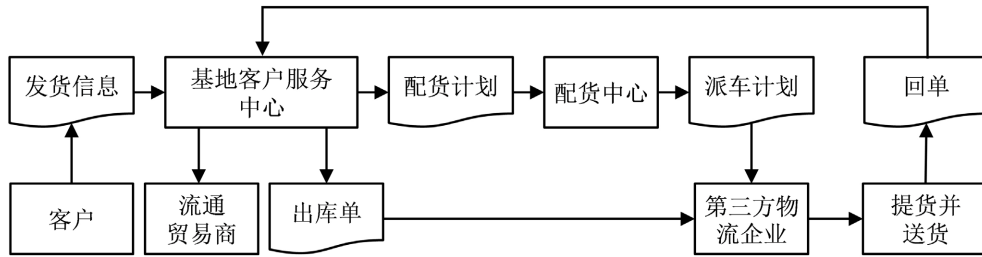 发货信息
基地客户服务
中心
配货计划
配货中心
派车计划
回单
客户
流通
贸易商
出库单
第三方物
流企业
提货并
送货